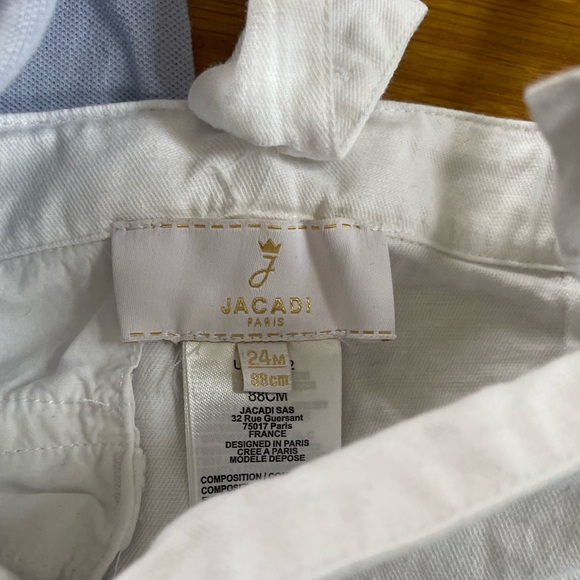 JACADI
PARIS
24M
88cm
88CM
JACADI SAS
32 Rue Guersant
75017 Paris
FRANCE
DESIGNED IN PARIS
CREE A PARIS
MODELE DEPOSE
COMPOSITION